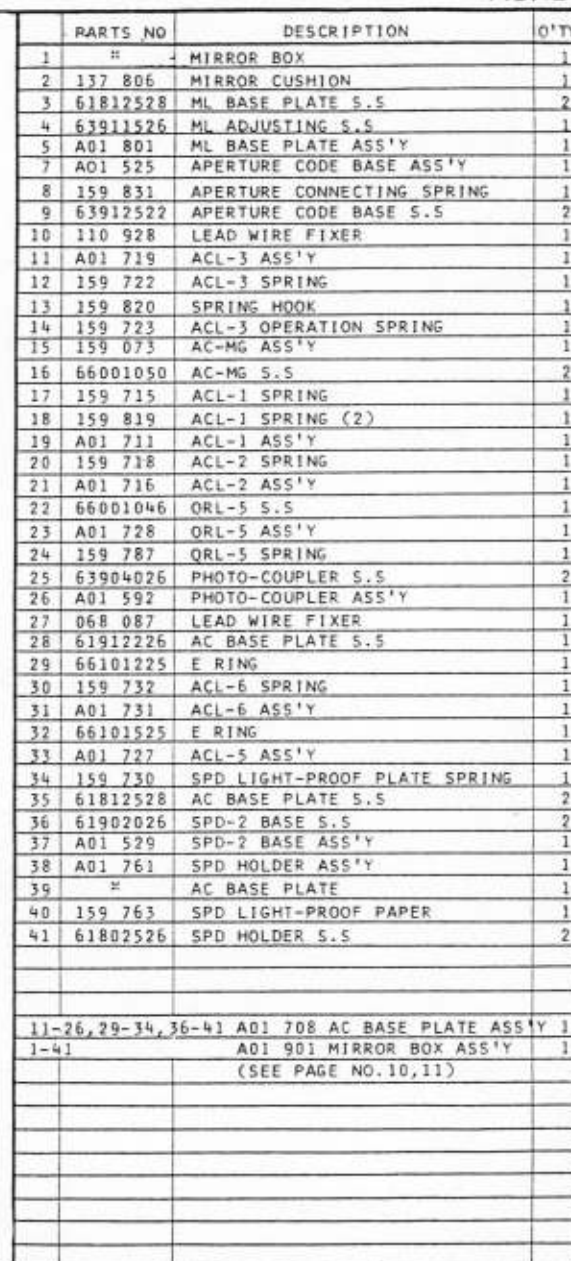 PARTS NO DESCRIPTION Q'TY
1 " MIRROR BOX 1
2 137 806 MIRROR CUSHION 1
3 61812528 ML BASE PLATE S.S 2
4 63911526 ML ADJUSTING S.S 1
5 A01 801 ML BASE PLATE ASS'Y 1
7 A01 525 APERTURE CODE BASE ASS'Y 1
8 159 831 APERTURE CONNECTING SPRING 1
9 63912522 APERTURE CODE BASE S.S 2
10 110 928 LEAD WIRE FIXER 1
11 A01 719 ACL-3 ASS'Y 1
12 159 722 ACL-3 SPRING 1
13 159 820 SPRING HOOK 1
14 159 723 ACL-3 OPERATION SPRING 1
15 159 073 AC-MG ASS'Y 1
16 66001050 AC-MG S.S 2
17 159 715 ACL-1 SPRING 1
18 159 819 ACL-1 SPRING (2) 1
19 A01 711 ACL-1 ASS'Y 1
20 159 718 ACL-2 SPRING 1
21 A01 716 ACL-2 ASS'Y 1
22 66001046 QRL-5 S.S 1
23 A01 728 QRL-5 ASS'Y 1
24 159 787 QRL-5 SPRING 1
25 63904026 PHOTO-COUPLER S.S 2
26 A01 592 PHOTO-COUPLER ASS'Y 1
27 068 087 LEAD WIRE FIXER 1
28 61912226 AC BASE PLATE S.S 1
29 66101225 E RING 1
30 159 732 ACL-6 SPRING 1
31 A01 731 ACL-6 ASS'Y 1
32 66101525 E RING 1
33 A01 727 ACL-5 ASS'Y 1
34 159 730 SPD LIGHT-PROOF PLATE SPRING 1
35 61812528 AC BASE PLATE S.S 2
36 61902026 SPD-2 BASE S.S 2
37 A01 529 SPD-2 BASE ASS'Y 1
38 A01 761 SPD HOLDER ASS'Y 1
39 " AC BASE PLATE 1
40 159 763 SPD LIGHT-PROOF PAPER 1
41 61802526 SPD HOLDER S.S 2
11-26,29-34,36-41 A01 708 AC BASE PLATE ASS'Y 1
1-41 A01 901 MIRROR BOX ASS'Y 1
(SEE PAGE NO.10,11)